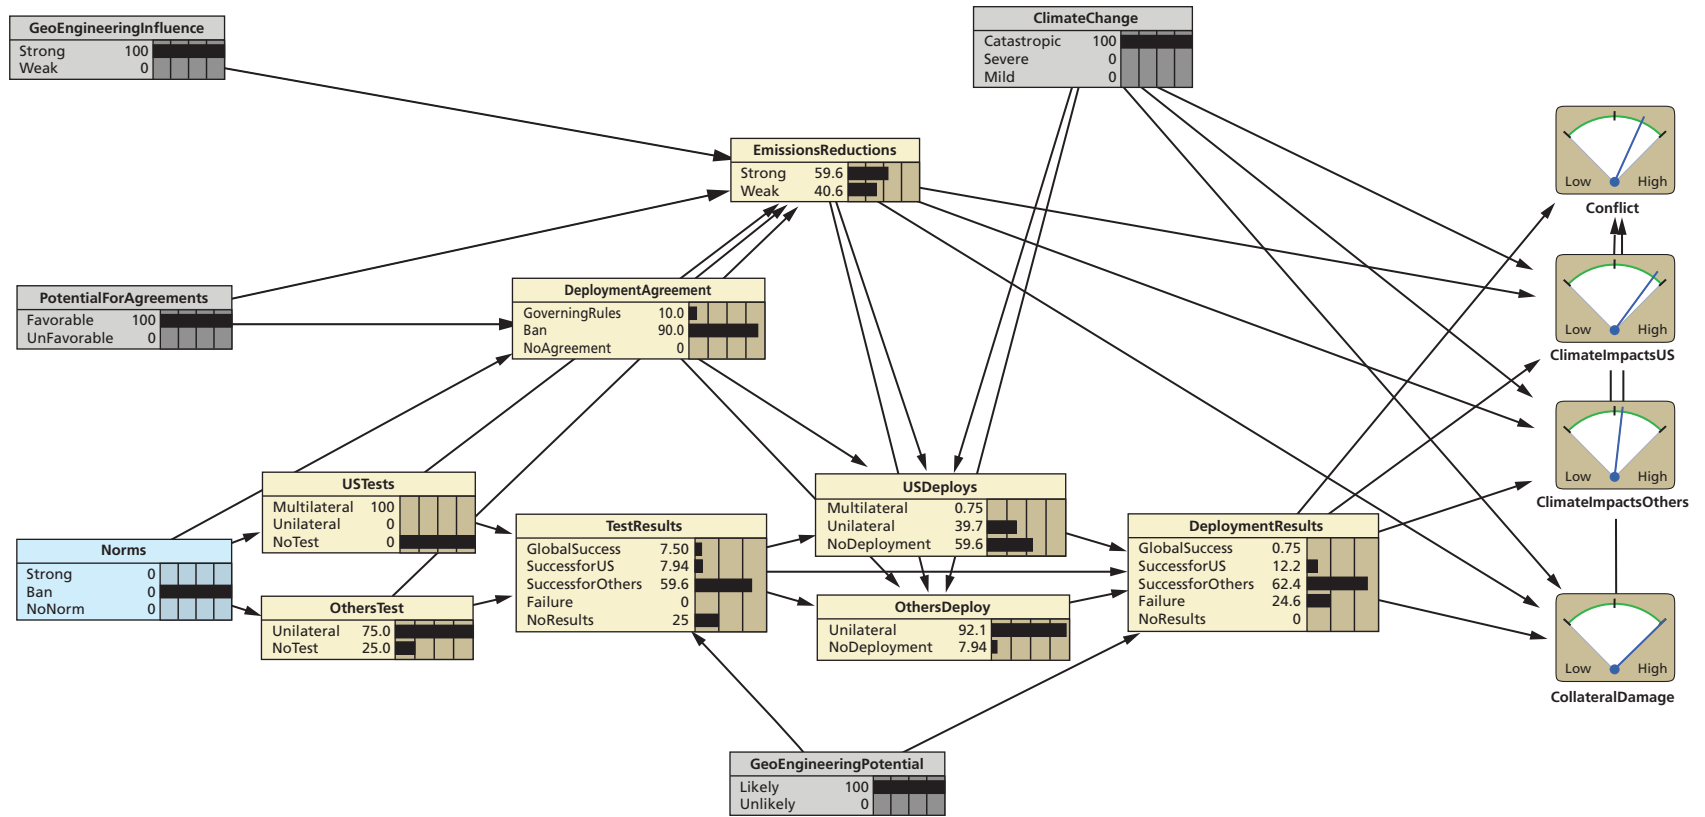 GeoEngineeringInfluence
Strong 100
Weak 0
ClimateChange
Catastropic 100
Severe 0
Mild 0
EmissionsReductions
Strong 59.6
Weak 40.6
Low High
Conflict
PotentialForAgreements
Favorable 100
UnFavorable 0
DeploymentAgreement
GoverningRules 10.0
Ban 90.0
NoAgreement 0
Low High
ClimateImpactsUS
USTests
Multilateral 100
Unilateral 0
NoTest 0
USDeploys
Multilateral 0.75
Unilateral 39.7
NoDeployment 59.6
Low High
ClimateImpactsOthers
Norms
Strong 0
Ban 0
NoNorm 0
TestResults
GlobalSuccess 7.50
SuccessforUS 7.94
SuccessforOthers 59.6
Failure 0
NoResults 25
DeploymentResults
GlobalSuccess 0.75
SuccessforUS 12.2
SuccessforOthers 62.4
Failure 24.6
NoResults 0
OthersTest
Unilateral 75.0
NoTest 25.0
OthersDeploy
Unilateral 92.1
NoDeployment 7.94
Low High
CollateralDamage
GeoEngineeringPotential
Likely 100
Unlikely 0